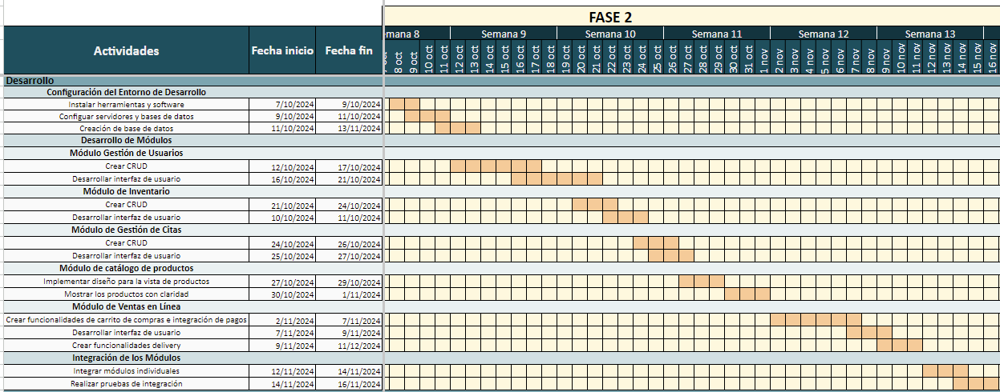 FASE 2
emana 8 Semana 9 Semana 10 Semana 11 Semana 12 Semana 13
Actividades Fecha inicio Fecha fin
8 oct 9 oct 10 oct 11 oct 12 oct 13 oct 14 oct 15 oct 16 oct 17 oct 18 oct 19 oct 20 oct 21 oct 22 oct 23 oct 24 oct 25 oct 26 oct 27 oct 28 oct 29 oct 30 oct 31 oct 1 nov 2 nov 3 nov 4 nov 5 nov 6 nov 7 nov 8 nov 9 nov 10 nov 11 nov 12 nov 13 nov 14 nov 15 nov 16 nov
Desarrollo
Configuración del Entorno de Desarrollo
Instalar herramientas y software 7/10/2024 9/10/2024
Configuar servidores y bases de datos 9/10/2024 11/10/2024
Creación de base de datos 11/10/2024 13/11/2024
Desarrollo de Módulos
Módulo Gestión de Usuarios
Crear CRUD 12/10/2024 17/10/2024
Desarrollar interfaz de usuario 16/10/2024 21/10/2024
Módulo de Inventario
Crear CRUD 21/10/2024 24/10/2024
Desarrollar interfaz de usuario 10/10/2024 11/10/2024
Módulo de Gestión de Citas
Crear CRUD 24/10/2024 26/10/2024
Desarrollar interfaz de usuario 25/10/2024 27/10/2024
Módulo de catálogo de productos
Implementar diseño para la vista de productos 27/10/2024 29/10/2024
Mostrar los productos con claridad 30/10/2024 1/11/2024
Módulo de Ventas en Línea
Crear funcionalidades de carrito de compras e integración de pagos 2/11/2024 7/11/2024
Desarrollar interfaz de usuario 7/11/2024 9/11/2024
Crear funcionalidades delivery 9/11/2024 11/12/2024
Integración de los Módulos
Integrar módulos individuales 12/11/2024 14/11/2024
Realizar pruebas de integración 14/11/2024 16/11/2024